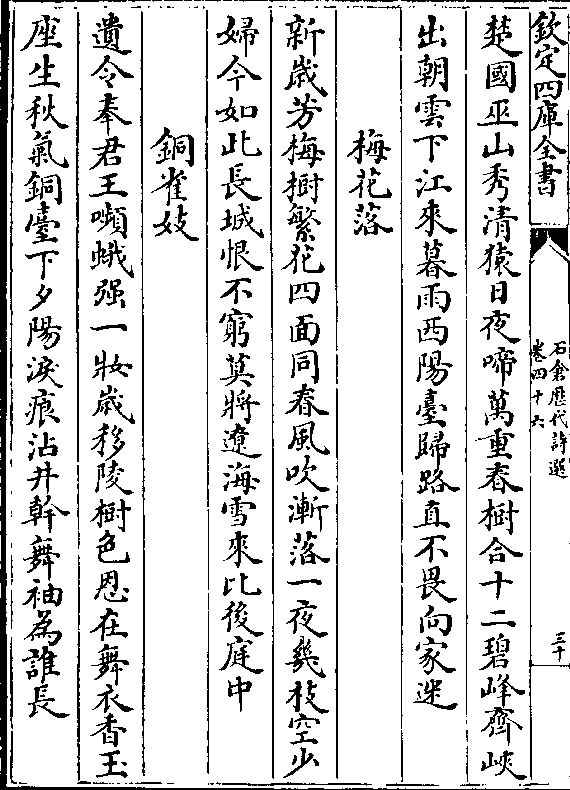 欽定四庫全書
石倉歷代詩選
卷四十六
三十
楚國巫山秀清猿日夜啼萬重春樹合十二碧峰齊峽
出朝雲下江來暮雨西陽臺歸路直不畏向家迷
梅花落
新歲芳梅樹繁花四面同春風吹漸落一夜幾枝空少
婦今如此長城恨不窮莫將遼海雪來比後庭中
銅雀妓
遺令奉君王嚬蛾强一妝歲移陵樹色恩在舞衣香玉
座生秋氣銅臺下夕陽淚痕沾井幹舞袖為誰長